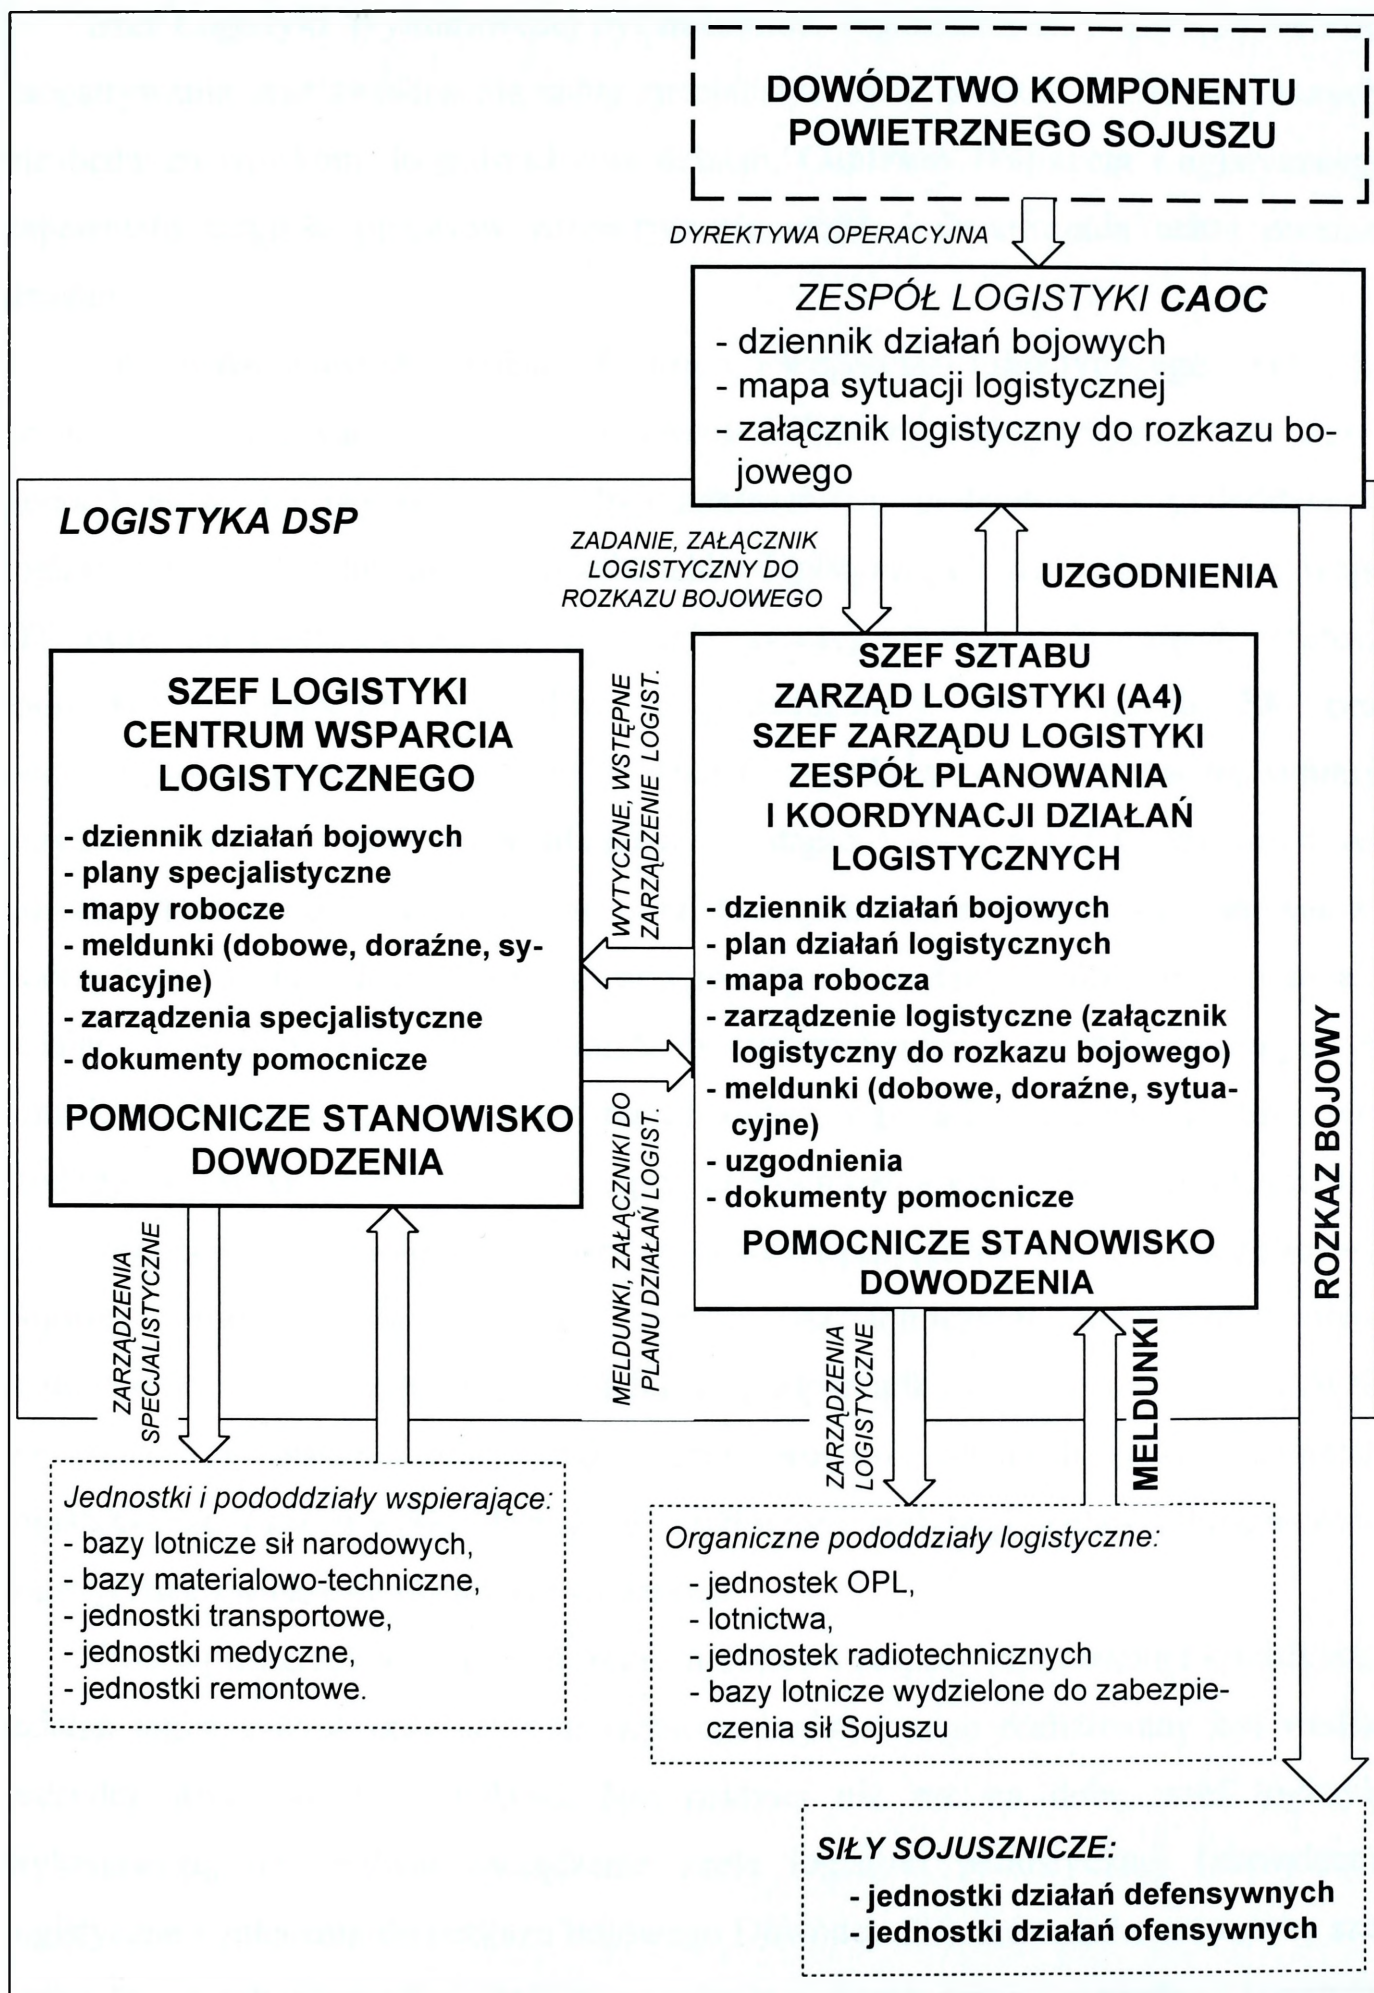 DOWÓDZTWO KOMPONENTU
POWIETRZNEGO SOJUSZU
DYREKTYWA OPERACYJNA
ZESPÓŁ LOGISTYKI CAOC
- dziennik działań bojowych
- mapa sytuacji logistycznej
- załącznik logistyczny do rozkazu bo-
jowego
LOGISTYKA DSP
ZADANIE, ZAŁĄCZNIK
LOGISTYCZNY DO
ROZKAZU BOJOWEGO
UZGODNIENIA
SZEF LOGISTYKI
CENTRUM WSPARCIA
LOGISTYCZNEGO
- dziennik działań bojowych
- plany specjalistyczne
- mapy robocze
- meldunki (dobowe, doraźne, sy-
tuacyjne)
- zarządzenia specjalistyczne
- dokumenty pomocnicze
POMOCNICZE STANOWISKO
DOWODZENIA
WYTYCZNE, WSTĘPNE
ZARZĄDZENIE LOGIST.
MELDUNKI, ZAŁĄCZNIKI DO
PLANU DZIAŁAŃ LOGIST.
SZEF SZTABU
ZARZĄD LOGISTYKI (A4)
SZEF ZARZĄDU LOGISTYKI
ZESPÓŁ PLANOWANIA
I KOORDYNACJI DZIAŁAŃ
LOGISTYCZNYCH
- dziennik działań bojowych
- plan działań logistycznych
- mapa robocza
- zarządzenie logistyczne (załącznik
logistyczny do rozkazu bojowego)
- meldunki (dobowe, doraźne, sytua-
cyjne)
- uzgodnienia
- dokumenty pomocnicze
POMOCNICZE STANOWISKO
DOWODZENIA
ROZKAZ BOJOWY
ZARZĄDZENIA
SPECJALISTYCZNE
ZARZĄDZENIA
LOGISTYCZNE
MELDUNKI
Jednostki i pododdziały wspierające:
- bazy lotnicze sił narodowych,
- bazy materialowo-techniczne,
- jednostki transportowe,
- jednostki medyczne,
- jednostki remontowe.
Organiczne pododdziały logistyczne:
- jednostek OPL,
- lotnictwa,
- jednostek radiotechnicznych
- bazy lotnicze wydzielone do zabezpie-
czenia sił Sojuszu
SIŁY SOJUSZNICZE:
- jednostki działań defensywnych
- jednostki działań ofensywnych